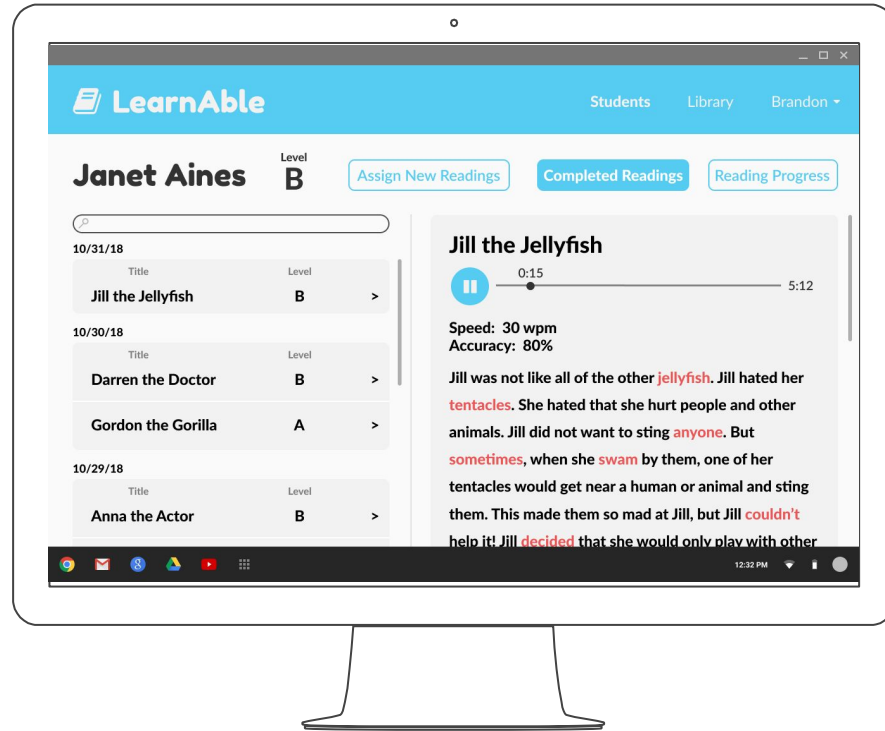 LearnAble
Students Library Brandon
Janet Aines
Level
B
Assign New Readings
Completed Readings
Reading Progress
10/31/18
Title Level
Jill the Jellyfish B >
10/30/18
Title Level
Darren the Doctor B >
Gordon the Gorilla A >
10/29/18
Title Level
Anna the Actor B >
Jill the Jellyfish
0:15
5:12
Speed: 30 wpm
Accuracy: 80%
Jill was not like all of the other jellyfish. Jill hated her
tentacles. She hated that she hurt people and other
animals. Jill did not want to sting anyone. But
sometimes, when she swam by them, one of her
tentacles would get near a human or animal and sting
them. This made them so mad at Jill, but Jill couldn't
help it! Jill decided that she would only play with other
12:32 PM